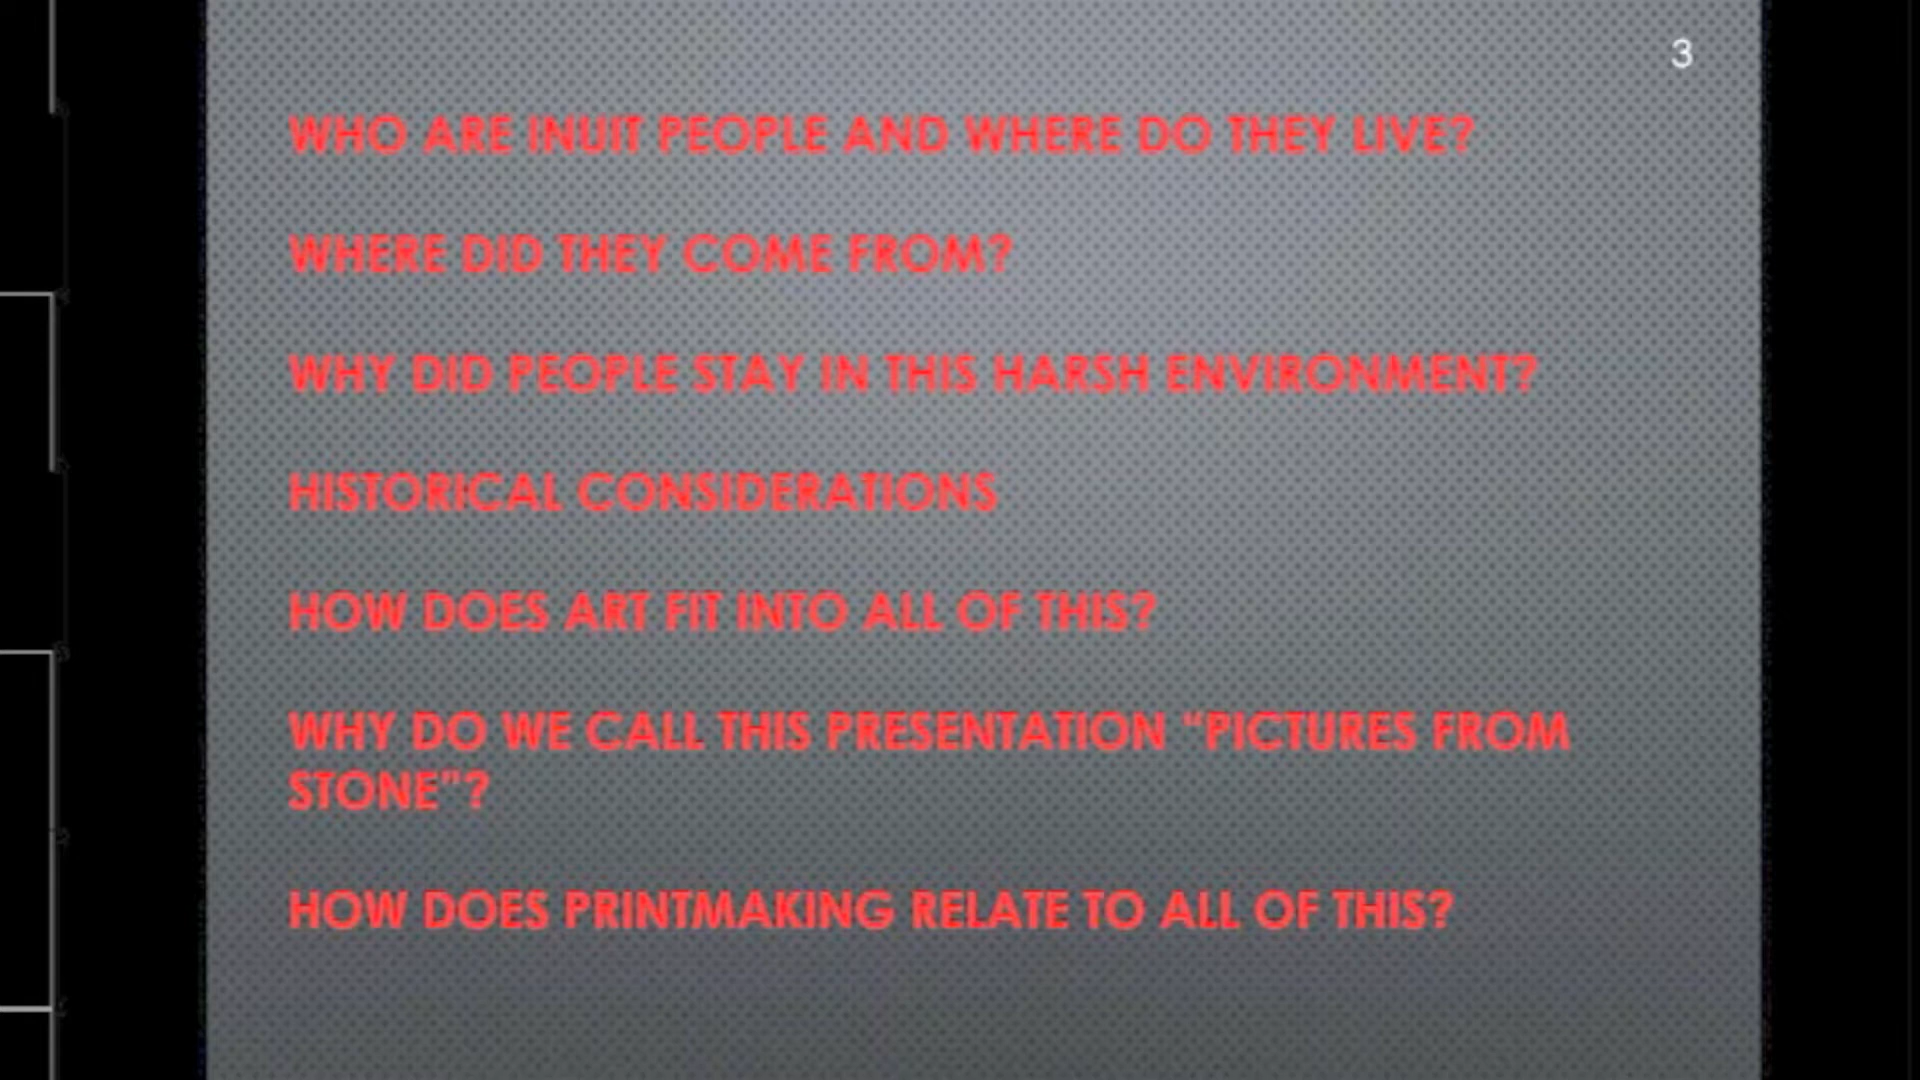 3
WHO ARE INUIT PEOPLE AND WHERE DO THEY LIVE?
WHERE DID THEY COME FROM?
WHY DID PEOPLE STAY IN THIS HARSH ENVIRONMENT?
HISTORICAL CONSIDERATIONS
HOW DOES ART FIT INTO ALL OF THIS?
WHY DO WE CALL THIS PRESENTATION “PICTURES FROM
STONE”?
HOW DOES PRINTMAKING RELATE TO ALL OF THIS?